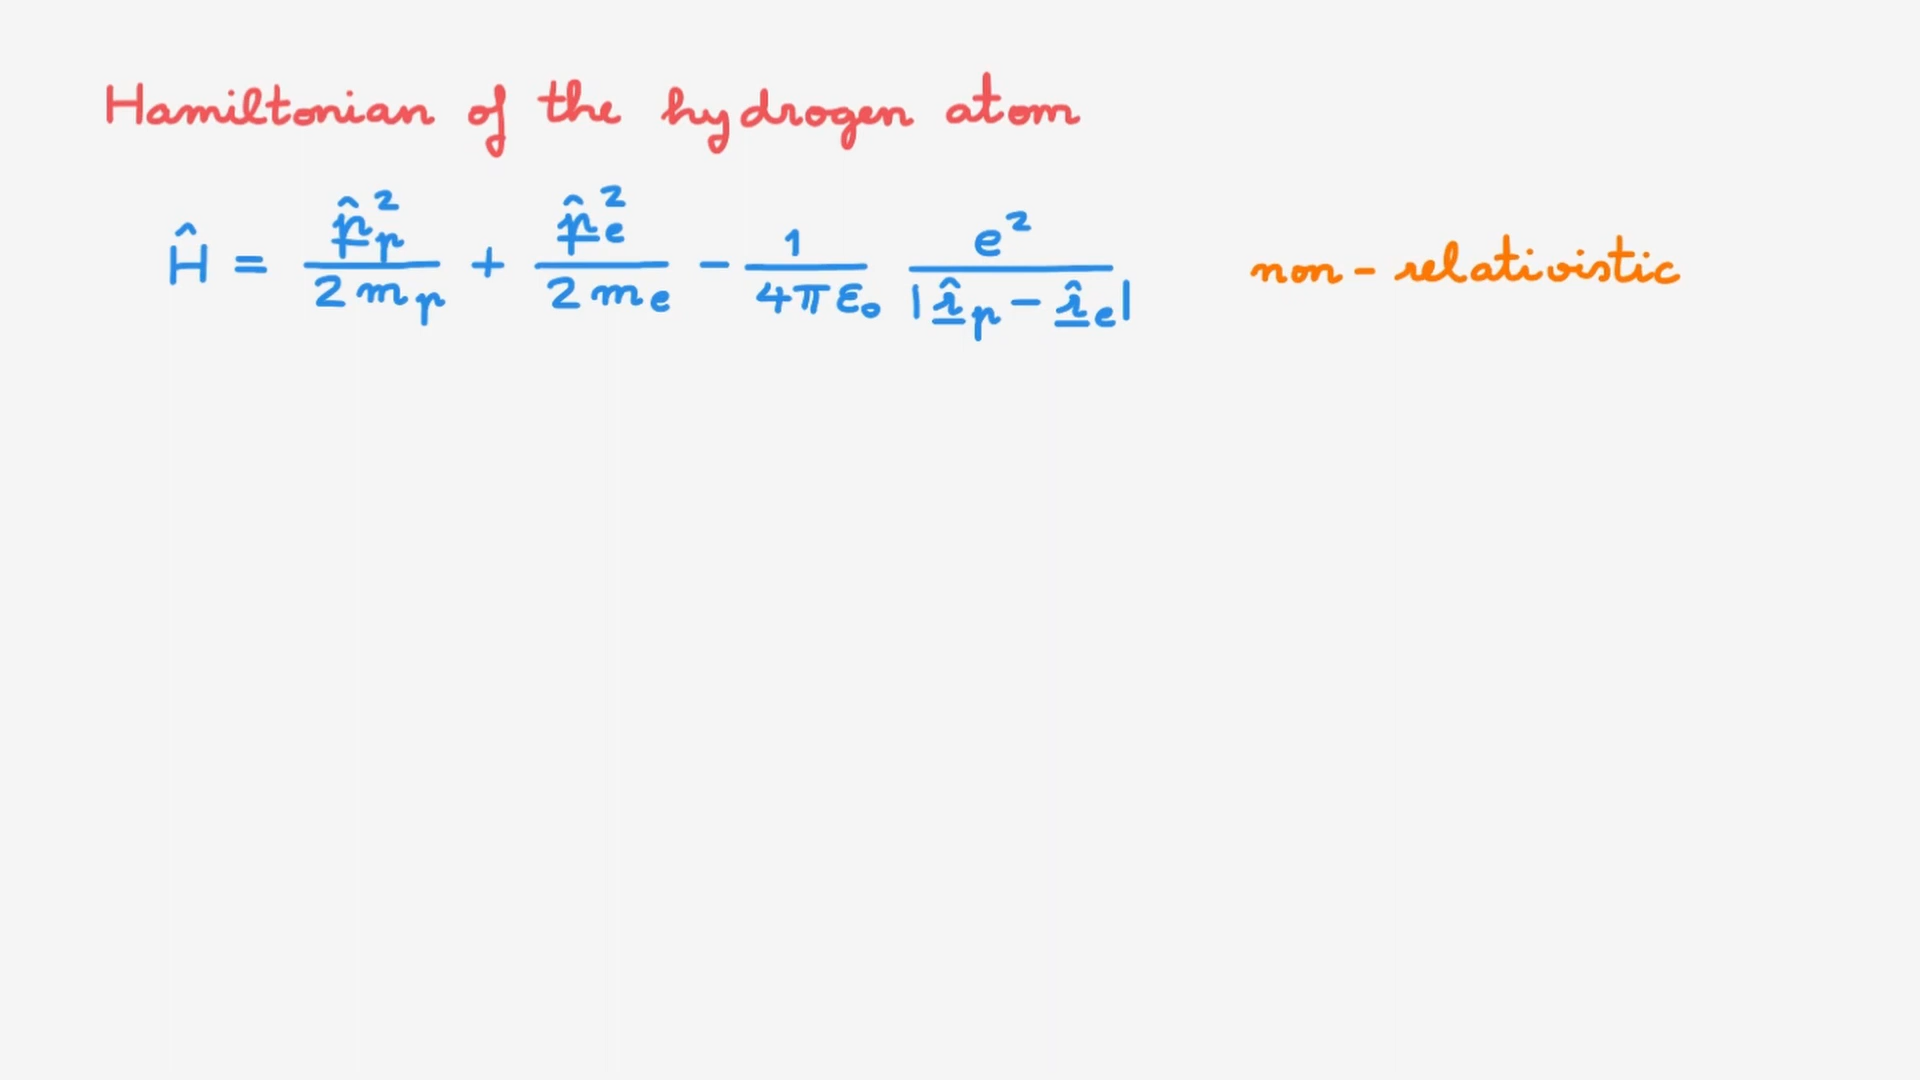 Hamiltonian of the hydrogen atom
Ĥ = p̲̂ₚ² / 2mₚ + p̲̂ₑ² / 2mₑ − 1 / 4πε₀ e² / |r̲̂ₚ − r̲̂ₑ| non-relativistic